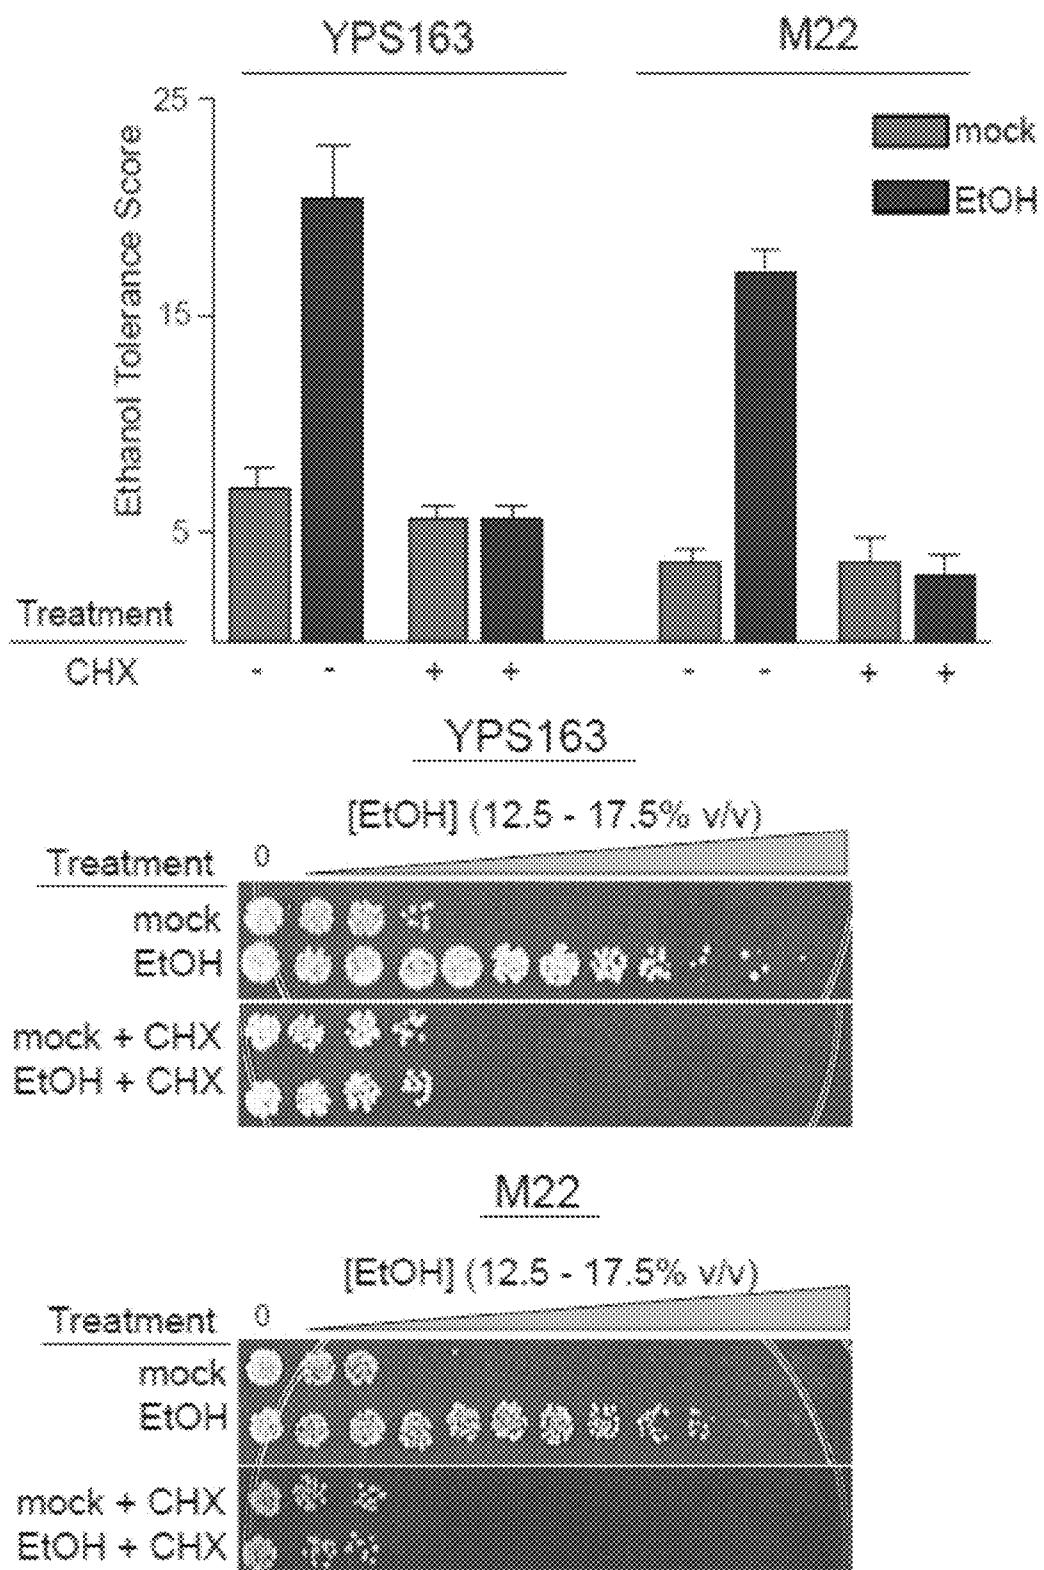 YPS163 M22
25
mock
EtOH
Ethanol Tolerance Score
15
5
Treatment
CHX - - + + - - + +
YPS163
[EtOH] (12.5 - 17.5% v/v)
Treatment 0
mock
EtOH
mock + CHX
EtOH + CHX
M22
[EtOH] (12.5 - 17.5% v/v)
Treatment 0
mock
EtOH
mock + CHX
EtOH + CHX